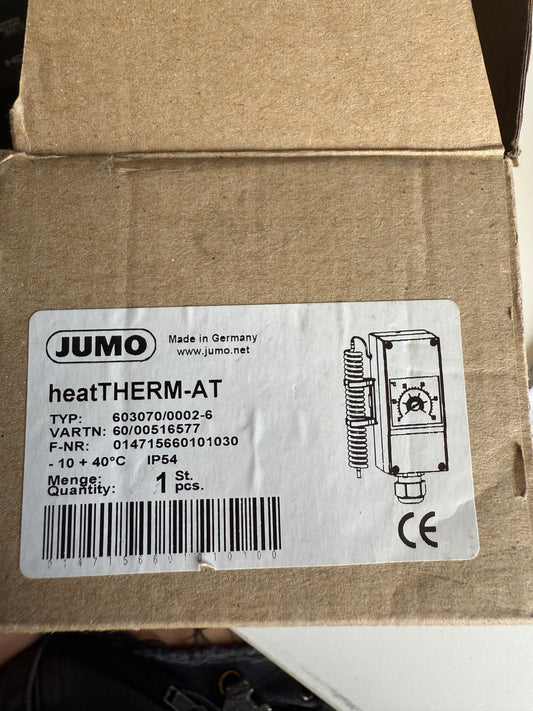 JUMO
Made in Germany
www.jumo.net
heatTHERM-AT
TYP: 603070/0002-6
VARTN: 60/00516577
F-NR: 014715660101030
- 10 + 40°C IP54
Menge: 1 St.
Quantity: pcs.
CE